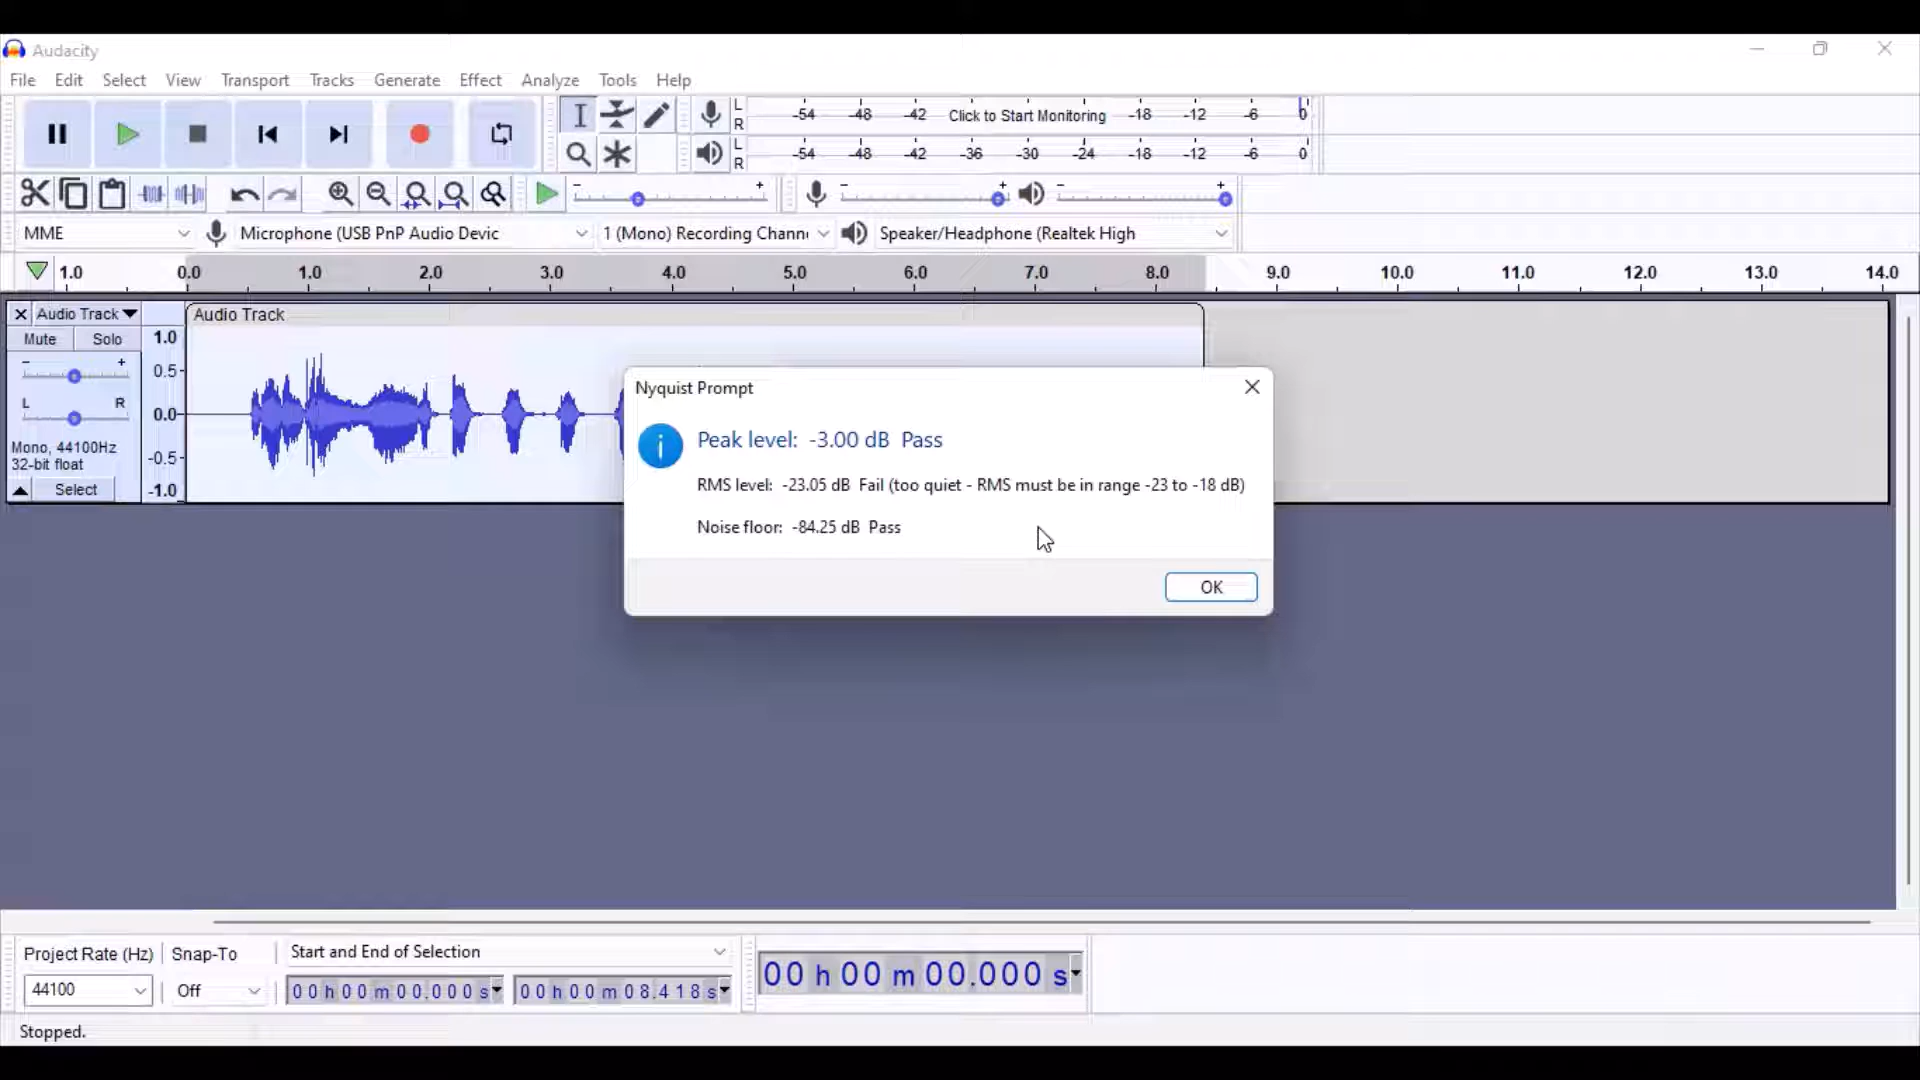 Audacity
File Edit Select View Transport Tracks Generate Effect Analyze Tools Help
L
R
-54 -48 -42 Click to Start Monitoring -18 -12 -6 0
L
R
-54 -48 -42 -36 -30 -24 -18 -12 -6 0
- +
- +
- +
MME Microphone (USB PnP Audio Devic 1 (Mono) Recording Chann Speaker/Headphone (Realtek High
1.0 0.0 1.0 2.0 3.0 4.0 5.0 6.0 7.0 8.0 9.0 10.0 11.0 12.0 13.0 14.0
Audio Track
Audio Track
Mute Solo
- +
L R
Mono, 44100Hz
32-bit float
Select
1.0
0.5-
0.0-
-0.5-
-1.0
Nyquist Prompt
Peak level: -3.00 dB Pass
RMS level: -23.05 dB Fail (too quiet - RMS must be in range -23 to -18 dB)
Noise floor: -84.25 dB Pass
OK
Project Rate (Hz) Snap-To Start and End of Selection
44100 Off 00 h 00 m 00.000 s 00 h 00 m 08.418 s
00 h 00 m 00.000 s
Stopped.